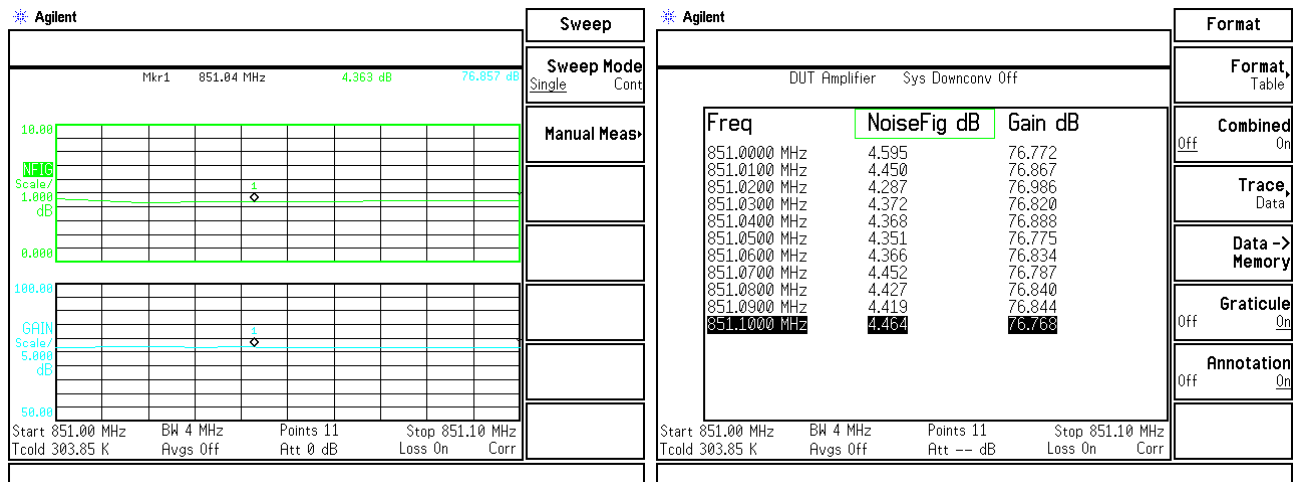 Agilent
Sweep
Mkr1 851.04 MHz 4.363 dB 76.857 dB
Sweep Mode
Single Cont
Manual Meas
10.00
NFIG
Scale/
1.000
dB
0.000
1
100.00
GAIN
Scale/
5.000
dB
50.00
1
Start 851.00 MHz BW 4 MHz Points 11 Stop 851.10 MHz
Tcold 303.85 K Avgs Off Att 0 dB Loss On Corr
Agilent
Format
DUT Amplifier Sys Downconv Off
Freq NoiseFig dB Gain dB
851.0000 MHz 4.595 76.772
851.0100 MHz 4.450 76.867
851.0200 MHz 4.287 76.986
851.0300 MHz 4.372 76.820
851.0400 MHz 4.368 76.888
851.0500 MHz 4.351 76.775
851.0600 MHz 4.366 76.834
851.0700 MHz 4.452 76.787
851.0800 MHz 4.427 76.840
851.0900 MHz 4.419 76.844
851.1000 MHz 4.464 76.768
Format
Table
Combined
Off On
Trace
Data
Data ->
Memory
Graticule
Off On
Annotation
Off On
Start 851.00 MHz BW 4 MHz Points 11 Stop 851.10 MHz
Tcold 303.85 K Avgs Off Att -- dB Loss On Corr